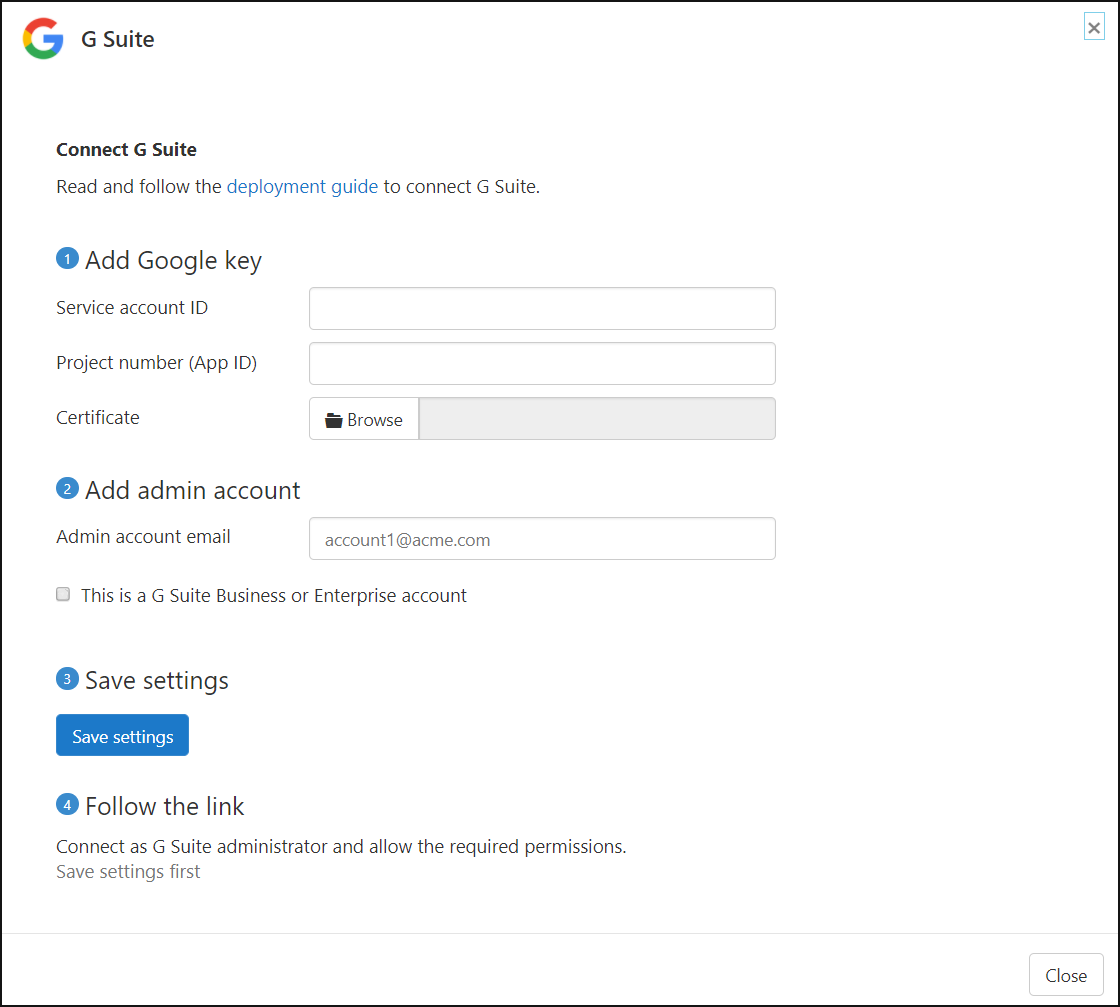 G Suite
Connect G Suite
Read and follow the deployment guide to connect G Suite.
1 Add Google key
Service account ID
Project number (App ID)
Certificate
Browse
2 Add admin account
Admin account email
account1@acme.com
This is a G Suite Business or Enterprise account
3 Save settings
Save settings
4 Follow the link
Connect as G Suite administrator and allow the required permissions.
Save settings first
Close